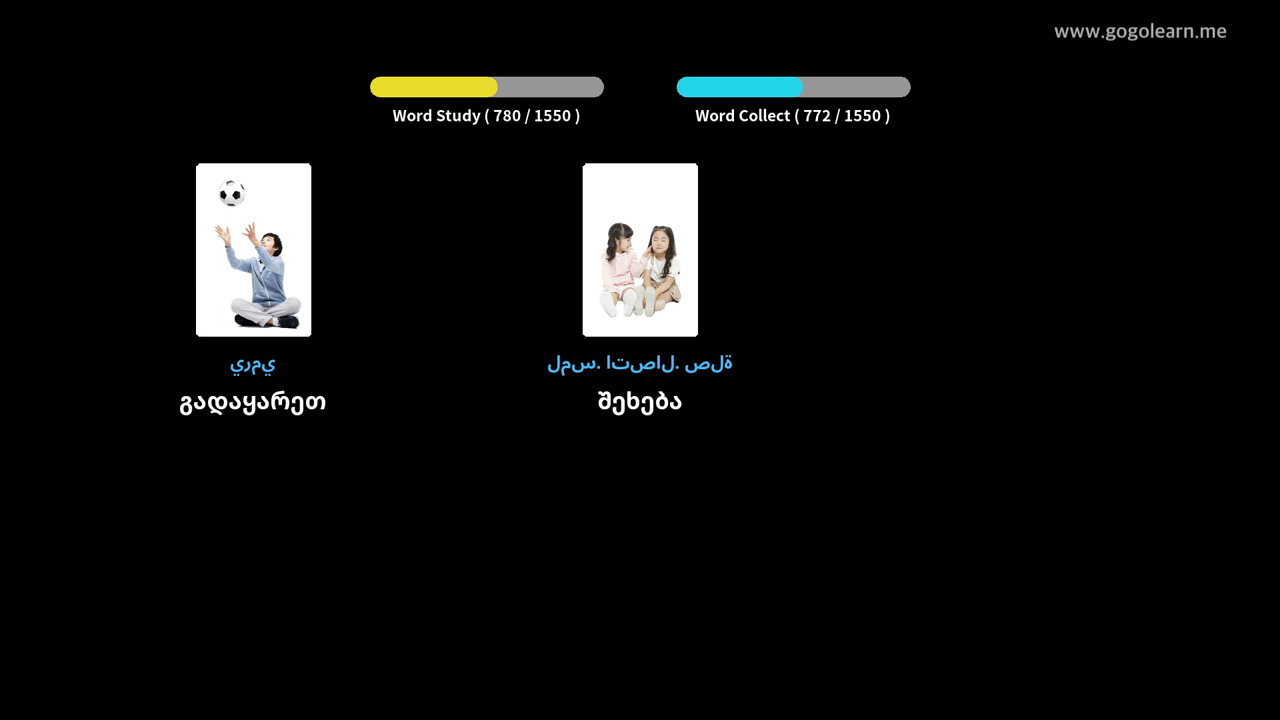 www.gogolearn.me
Word Study ( 780 / 1550 )
Word Collect ( 772 / 1550 )
يرمي
გადაყარეთ
لمس. اتصال. صلة
შეხება